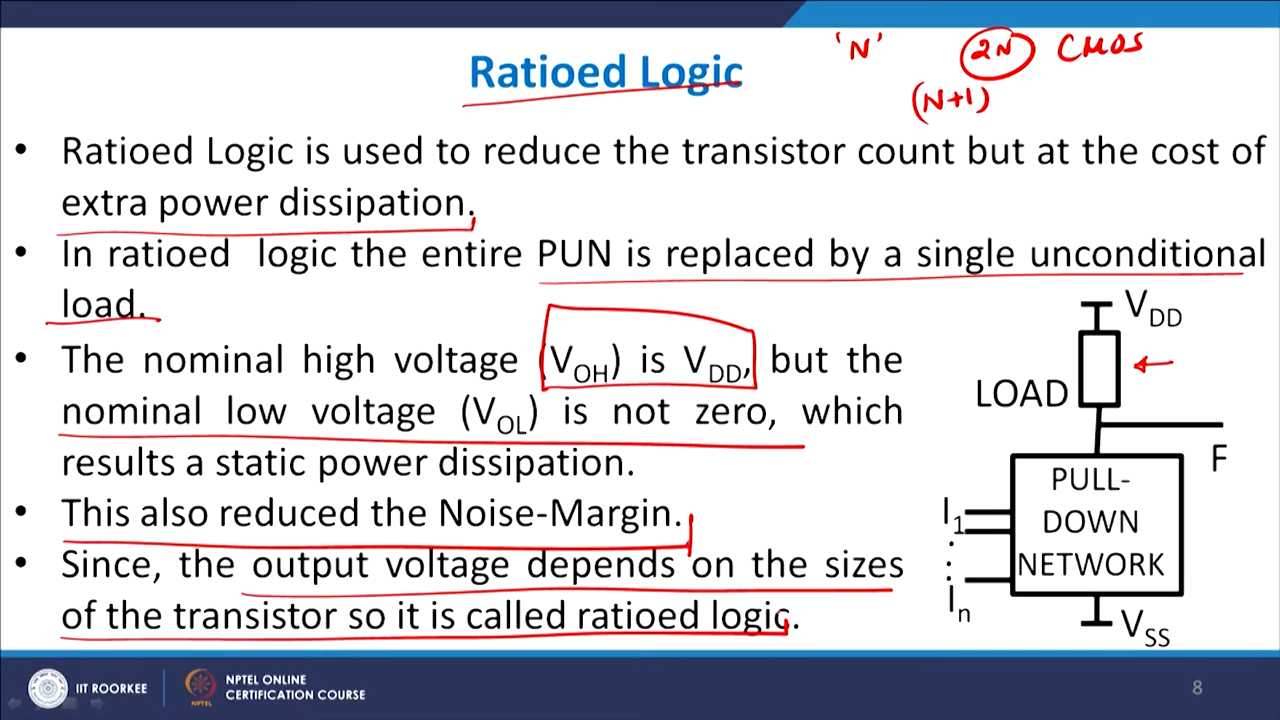 'N' 2N CMOS
Ratioed Logic
(N+1)
• Ratioed Logic is used to reduce the transistor count but at the cost of
extra power dissipation.
• In ratioed logic the entire PUN is replaced by a single unconditional
load.
• The nominal high voltage (VOH) is VDD, but the
nominal low voltage (VOL) is not zero, which
results a static power dissipation.
• This also reduced the Noise-Margin.
• Since, the output voltage depends on the sizes
of the transistor so it is called ratioed logic.
VDD
LOAD
F
PULL-
DOWN
NETWORK
I1
In
VSS
IIT ROORKEE
NPTEL
NPTEL ONLINE
CERTIFICATION COURSE
8